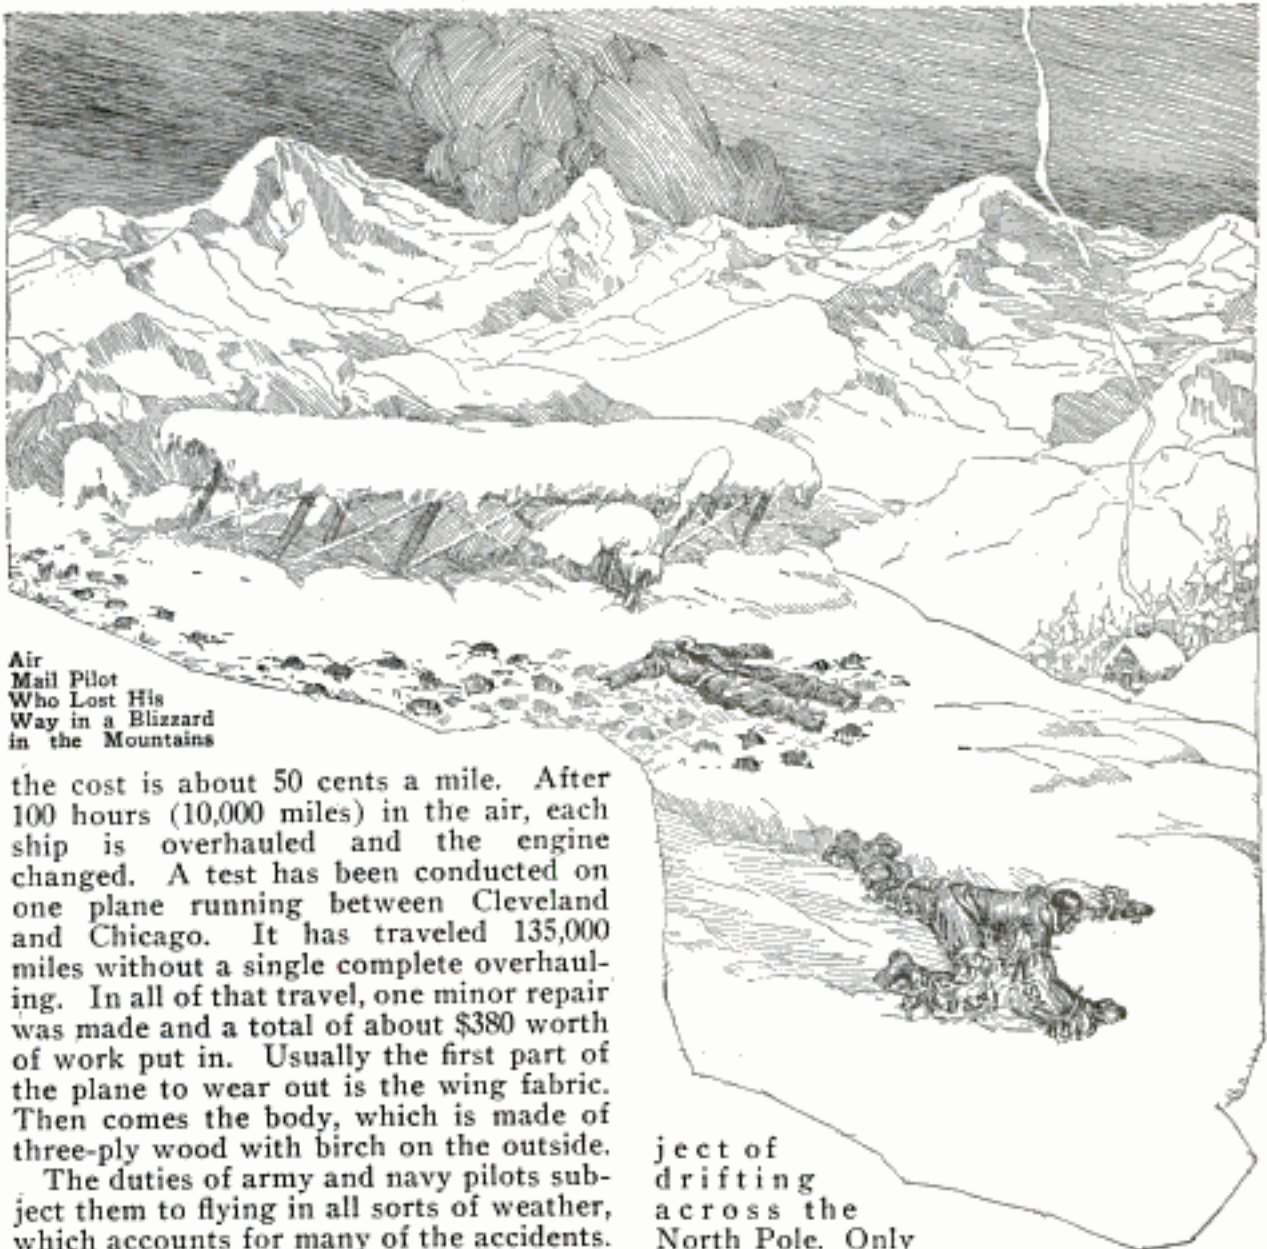 Air
Mail Pilot
Who Lost His
Way in a Blizzard
in the Mountains
the cost is about 50 cents a mile. After
100 hours (10,000 miles) in the air, each
ship is overhauled and the engine
changed. A test has been conducted on
one plane running between Cleveland
and Chicago. It has traveled 135,000
miles without a single complete overhaul-
ing. In all of that travel, one minor repair
was made and a total of about $380 worth
of work put in. Usually the first part of
the plane to wear out is the wing fabric.
Then comes the body, which is made of
three-ply wood with birch on the outside.
The duties of army and navy pilots sub-
ject them to flying in all sorts of weather,
which accounts for many of the accidents.
ject of
drifting
across the
North Pole. Only